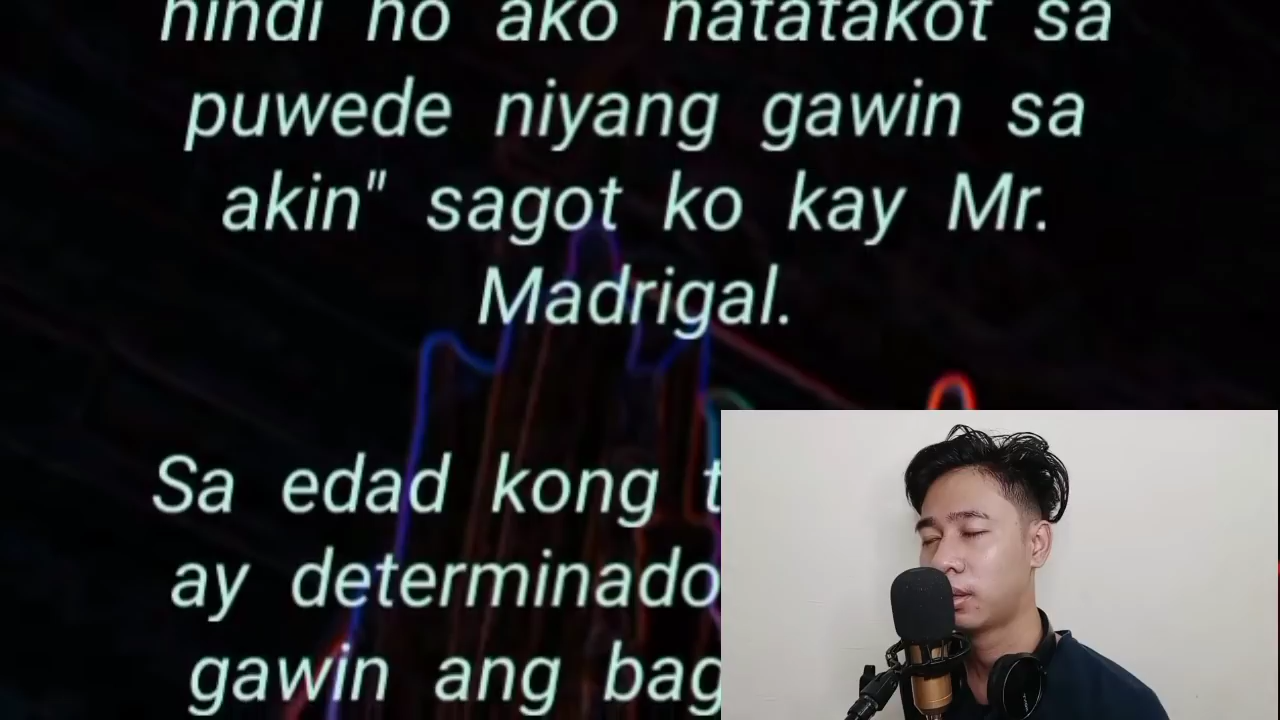 hindi ho ako natatakot sa
puwede niyang gawin sa
akin" sagot ko kay Mr.
Madrigal.
Sa edad kong
ay determinado
gawin ang